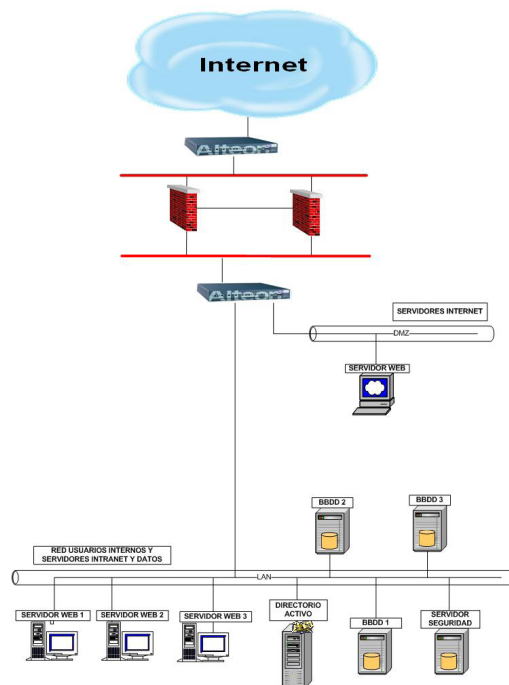 Internet
Alteon
Alteon
SERVIDORES INTERNET
DMZ
SERVIDOR WEB
BBDD 2
BBDD 3
RED USUARIOS INTERNOS Y
SERVIDORES INTRANET Y DATOS
LAN
SERVIDOR WEB 1
SERVIDOR WEB 2
SERVIDOR WEB 3
DIRECTORIO
ACTIVO
BBDD 1
SERVIDOR
SEGURIDAD